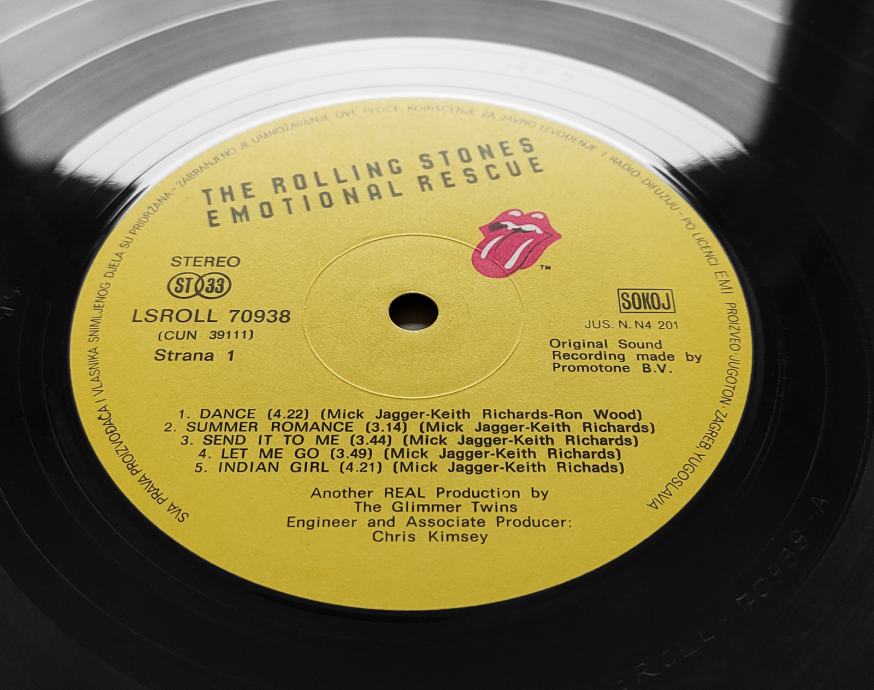 SVA PRAVA PROIZVOĐAČA I VLASNIKA SNIMLJENOG DJELA SU PRIDRŽANA - ZABRANJENO JE UMNOŽAVANJE OVE PLOČE, KORIŠĆENJE ZA JAVNO IZVOĐENJE I RADIO-DIFUZIJU - PO LICENCI EMI PROIZVEO JUGOTON-ZAGREB, YUGOSLAVIA
THE ROLLING STONES
EMOTIONAL RESCUE
TM
STEREO
ST 33
LSROLL 70938
(CUN 39111)
Strana 1
SOKOJ
JUS. N. N4 201
Original Sound
Recording made by
Promotone B.V.
1. DANCE (4.22) (Mick Jagger-Keith Richards-Ron Wood)
2. SUMMER ROMANCE (3.14) (Mick Jagger-Keith Richards)
3. SEND IT TO ME (3.44) (Mick Jagger-Keith Richards)
4. LET ME GO (3.49) (Mick Jagger-Keith Richards)
5. INDIAN GIRL (4.21) (Mick Jagger-Keith Richads)
Another REAL Production by
The Glimmer Twins
Engineer and Associate Producer:
Chris Kimsey